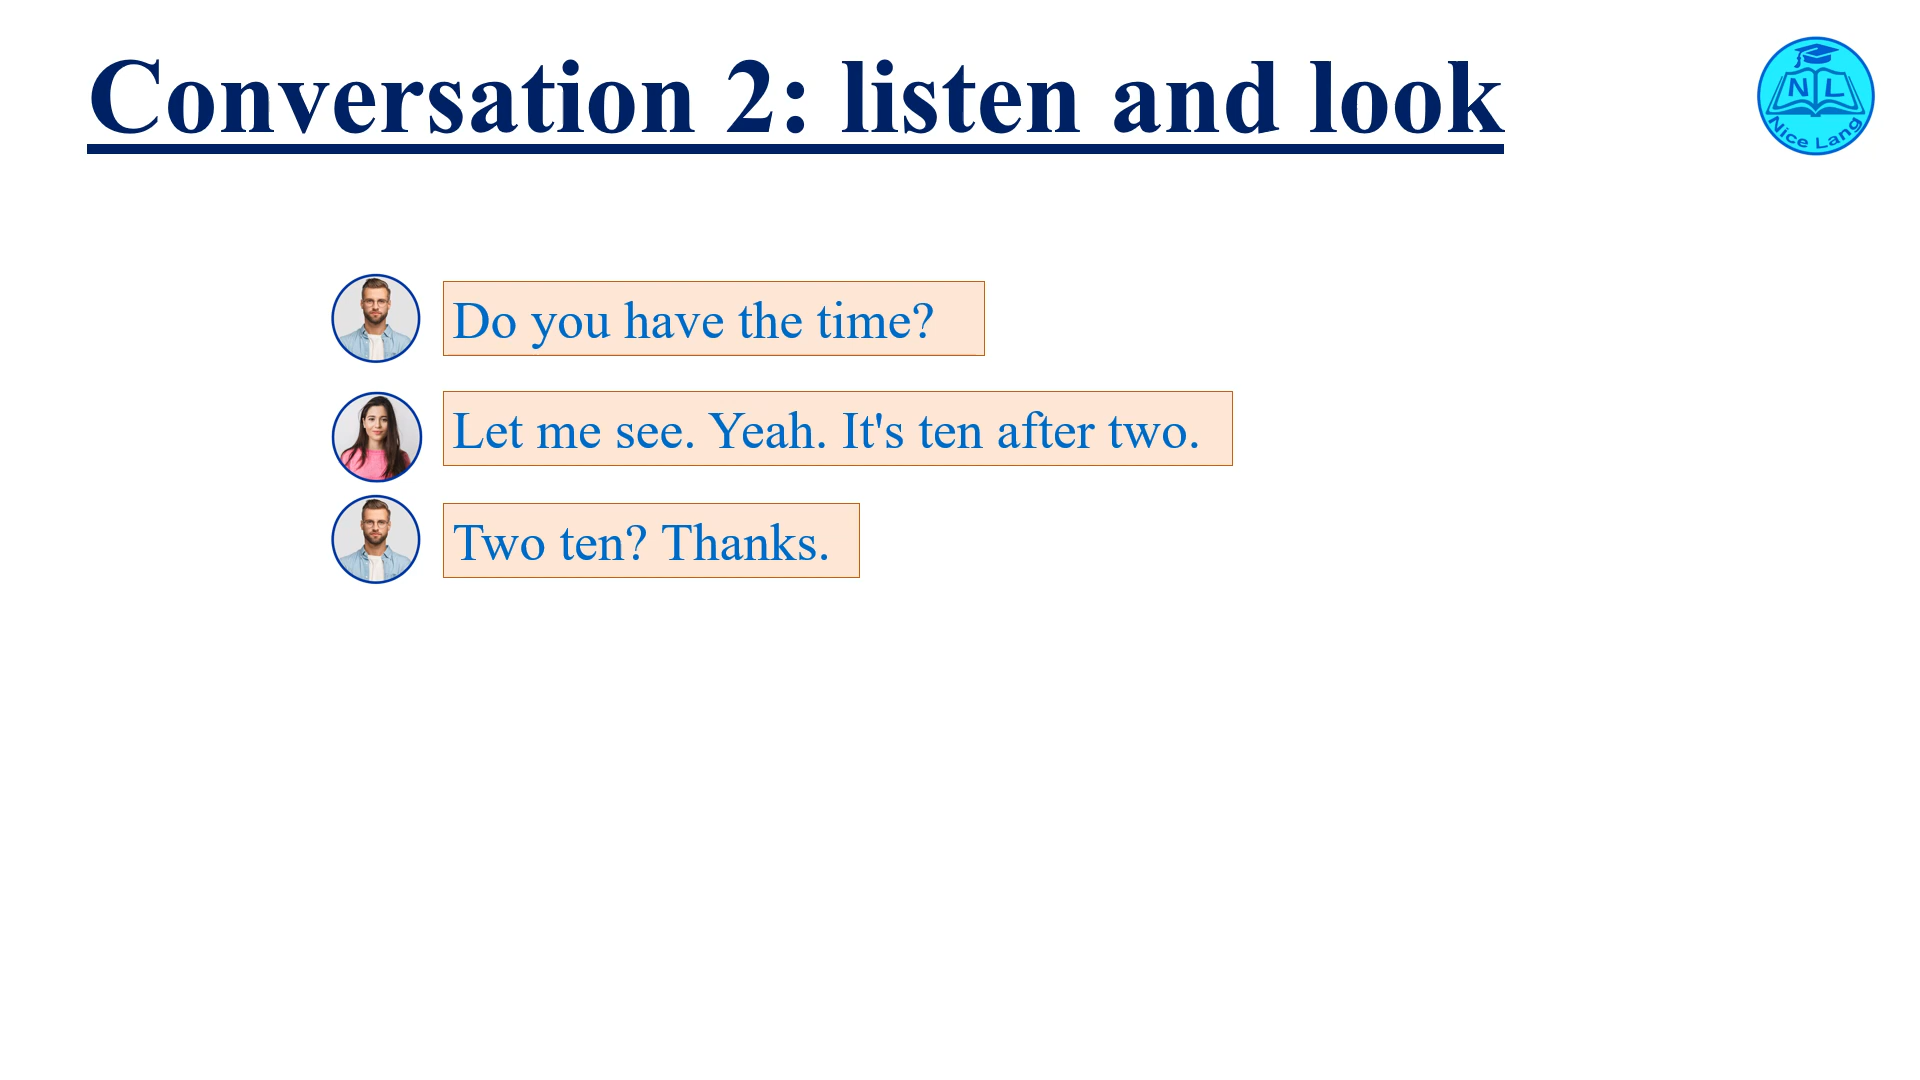 Conversation 2: listen and look
N L
Nice Lang
Do you have the time?
Let me see. Yeah. It's ten after two.
Two ten? Thanks.